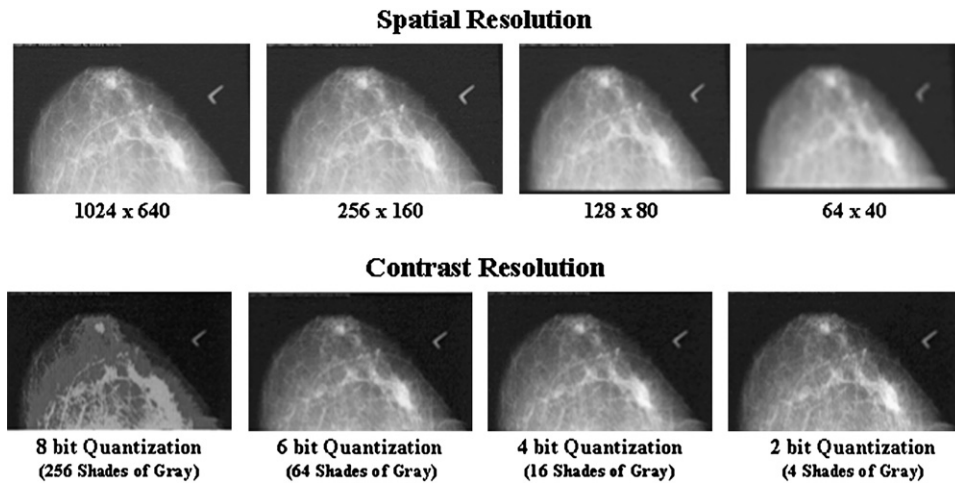 Spatial Resolution
1024 x 640
256 x 160
128 x 80
64 x 40
Contrast Resolution
8 bit Quantization
(256 Shades of Gray)
6 bit Quantization
(64 Shades of Gray)
4 bit Quantization
(16 Shades of Gray)
2 bit Quantization
(4 Shades of Gray)